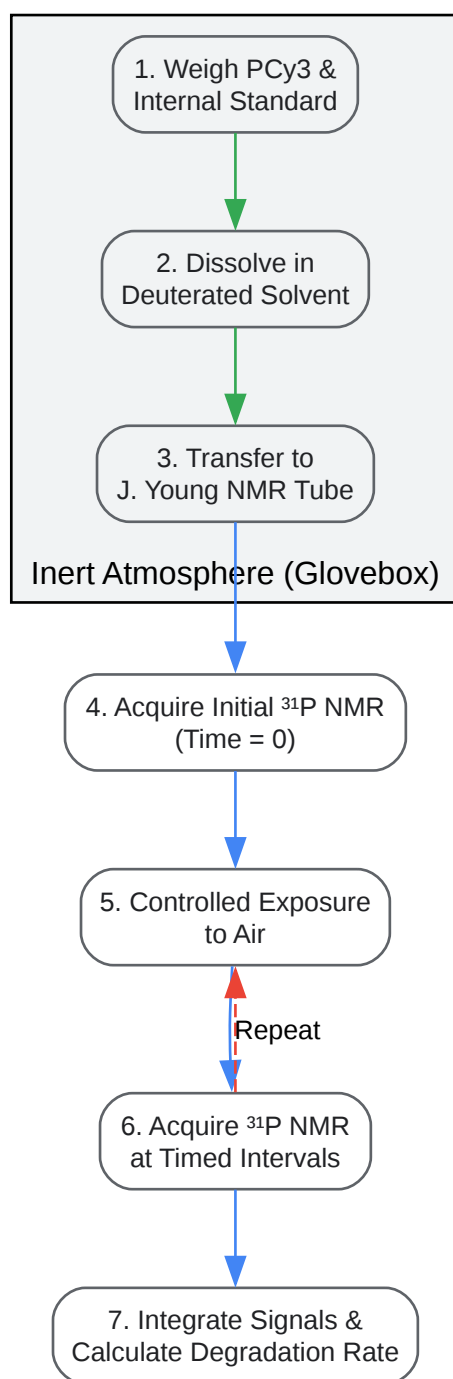 1. Weigh PCy3 &
Internal Standard
2. Dissolve in
Deuterated Solvent
3. Transfer to
J. Young NMR Tube
Inert Atmosphere (Glovebox)
4. Acquire Initial ³¹P NMR
(Time = 0)
5. Controlled Exposure
to Air
Repeat
6. Acquire ³¹P NMR
at Timed Intervals
7. Integrate Signals &
Calculate Degradation Rate